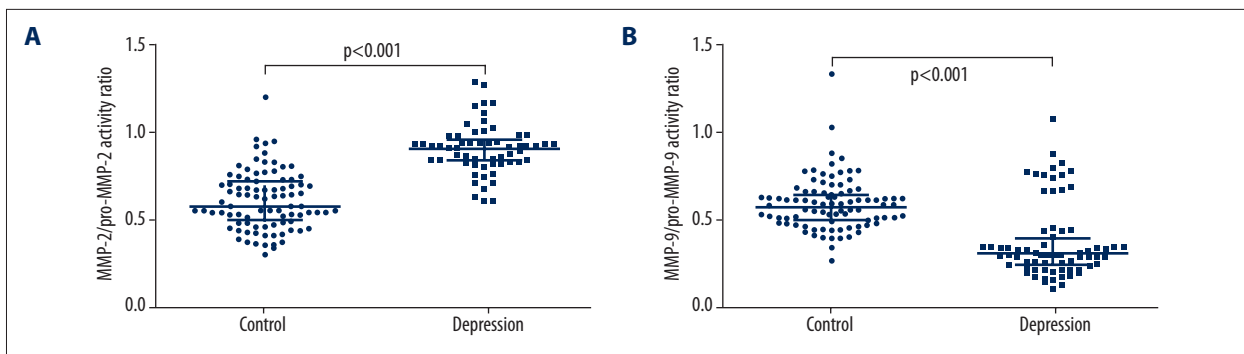 A
MMP-2/pro-MMP-2 activity ratio
1.5
1.0
0.5
0.0
p<0.001
Control
Depression
B
MMP-9/pro-MMP-9 activity ratio
1.5
1.0
0.5
0.0
p<0.001
Control
Depression